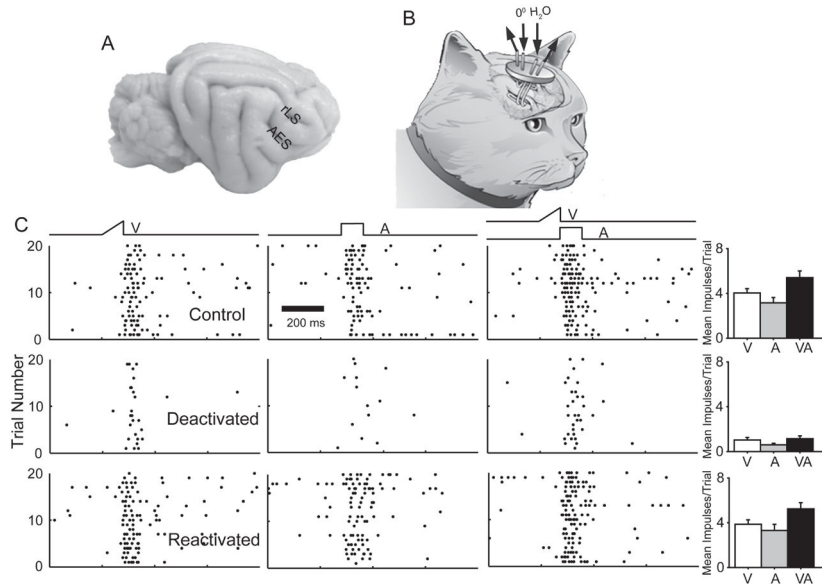 A
rLS
AES
B
0º H₂O
C
V
A
V
A
Trial Number
20
10
0
Control
200 ms
Mean Impulses/Trial
8
4
0
V A VA
20
10
0
Deactivated
Mean Impulses/Trial
8
4
0
V A VA
20
10
0
Reactivated
Mean Impulses/Trial
8
4
0
V A VA